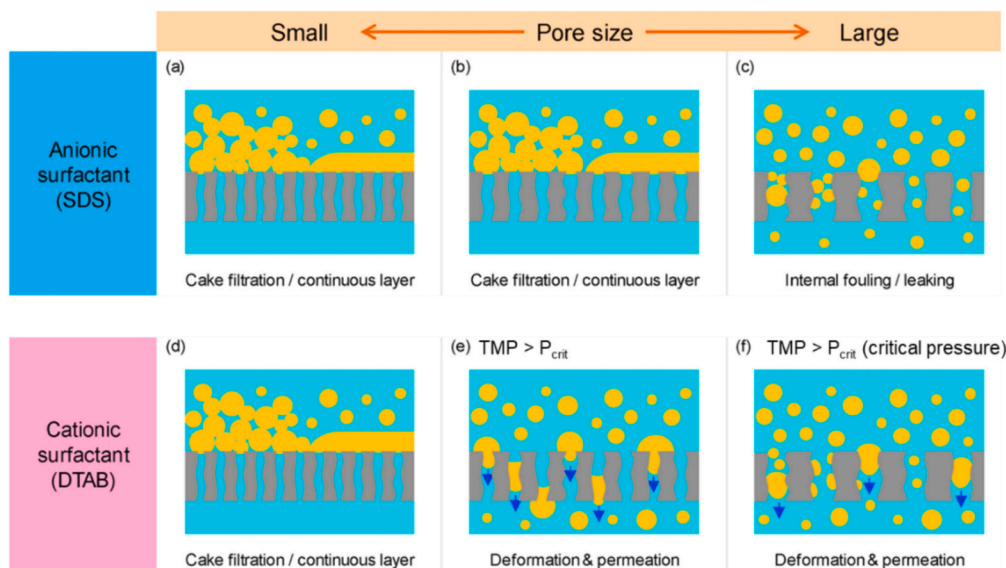 Small Pore size Large
Anionic
surfactant
(SDS)
(a)
Cake filtration / continuous layer
(b)
Cake filtration / continuous layer
(c)
Internal fouling / leaking
Cationic
surfactant
(DTAB)
(d)
Cake filtration / continuous layer
(e) TMP > Pcrit
Deformation & permeation
(f) TMP > Pcrit (critical pressure)
Deformation & permeation